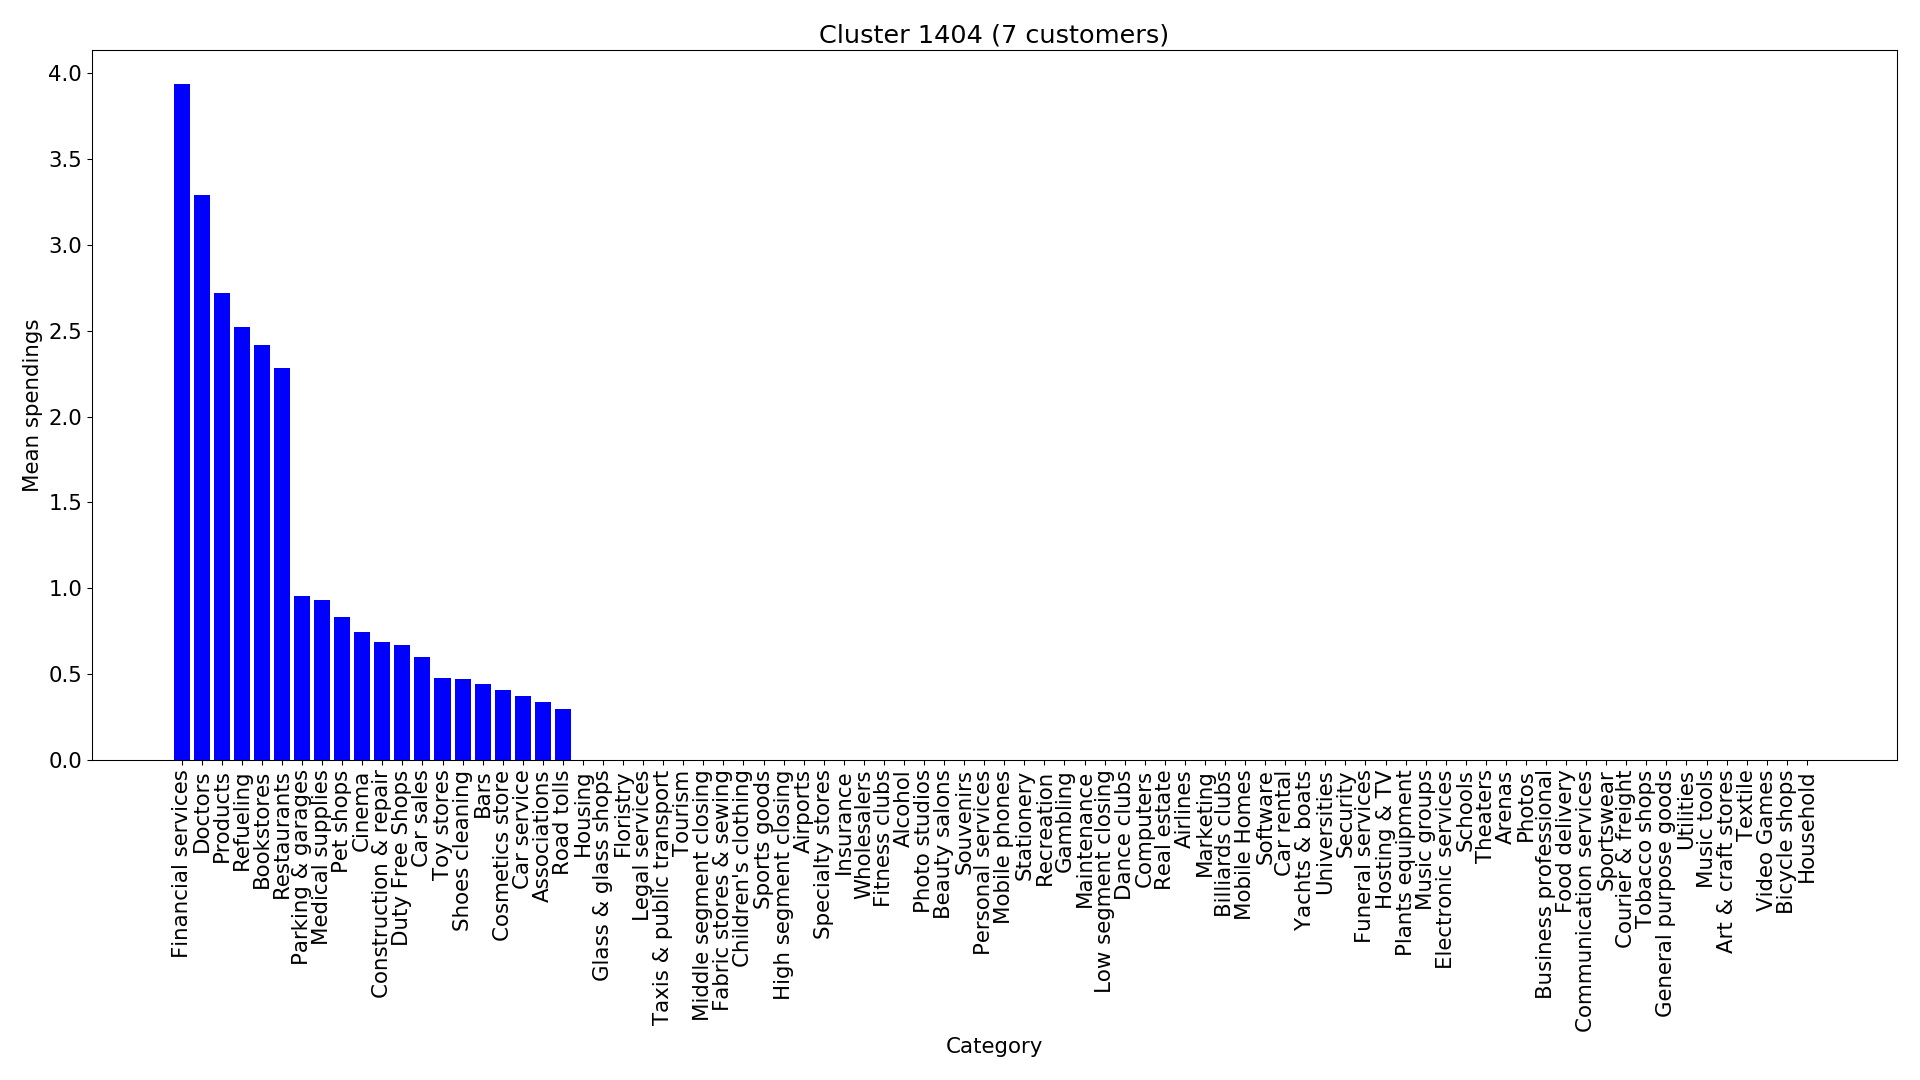 Cluster 1404 (7 customers)
Mean spendings
4.0
3.5
3.0
2.5
2.0
1.5
1.0
0.5
0.0
Financial services
Doctors
Products
Refueling
Bookstores
Restaurants
Parking & garages
Medical supplies
Pet shops
Cinema
Construction & repair
Duty Free Shops
Car sales
Toy stores
Shoes cleaning
Bars
Cosmetics store
Car service
Associations
Road tolls
Housing
Glass & glass shops
Floristry
Legal services
Taxis & public transport
Tourism
Middle segment closing
Fabric stores & sewing
Children's clothing
Sports goods
High segment closing
Airports
Specialty stores
Insurance
Wholesalers
Fitness clubs
Alcohol
Photo studios
Beauty salons
Souvenirs
Personal services
Mobile phones
Stationery
Recreation
Gambling
Maintenance
Low segment closing
Dance clubs
Computers
Real estate
Airlines
Marketing
Billiards clubs
Mobile Homes
Software
Car rental
Yachts & boats
Universities
Security
Funeral services
Hosting & TV
Plants equipment
Music groups
Electronic services
Schools
Theaters
Arenas
Photos
Business professional
Food delivery
Communication services
Sportswear
Courier & freight
Tobacco shops
General purpose goods
Utilities
Music tools
Art & craft stores
Textile
Video Games
Bicycle shops
Household
Category